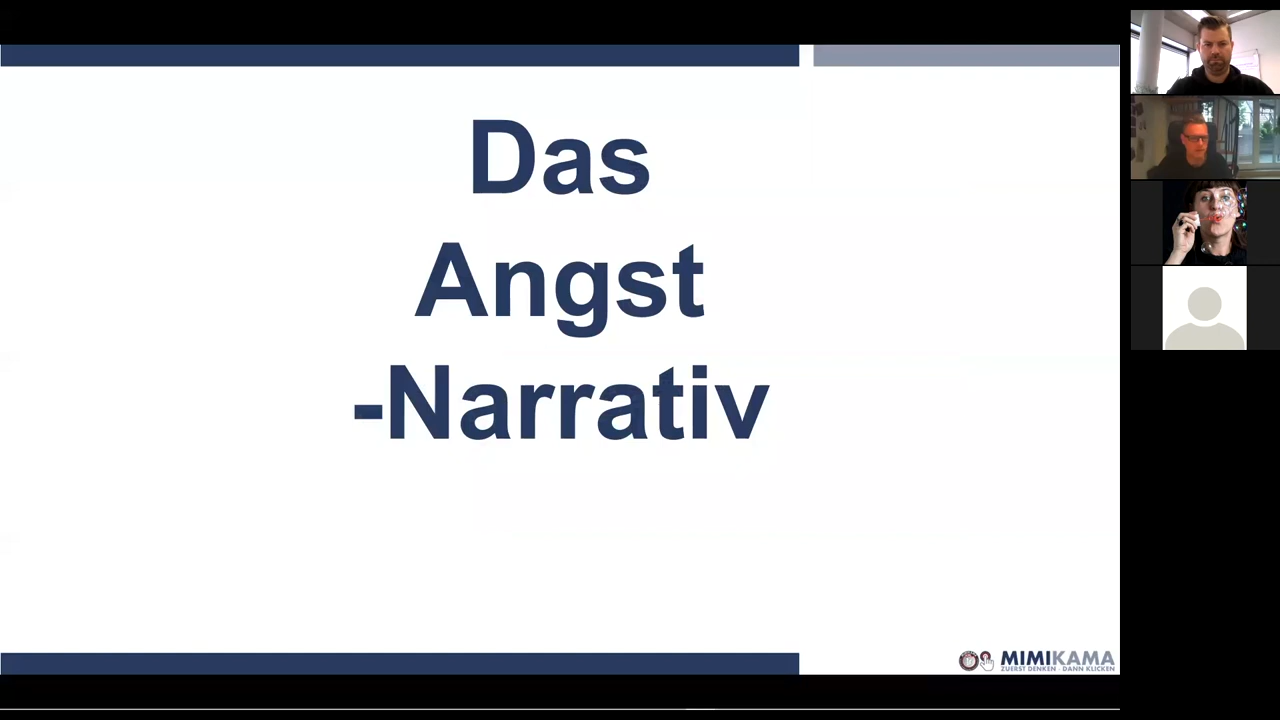 Das
Angst
-Narrativ
MIMIKAMA
ZUERST DENKEN - DANN KLICKEN